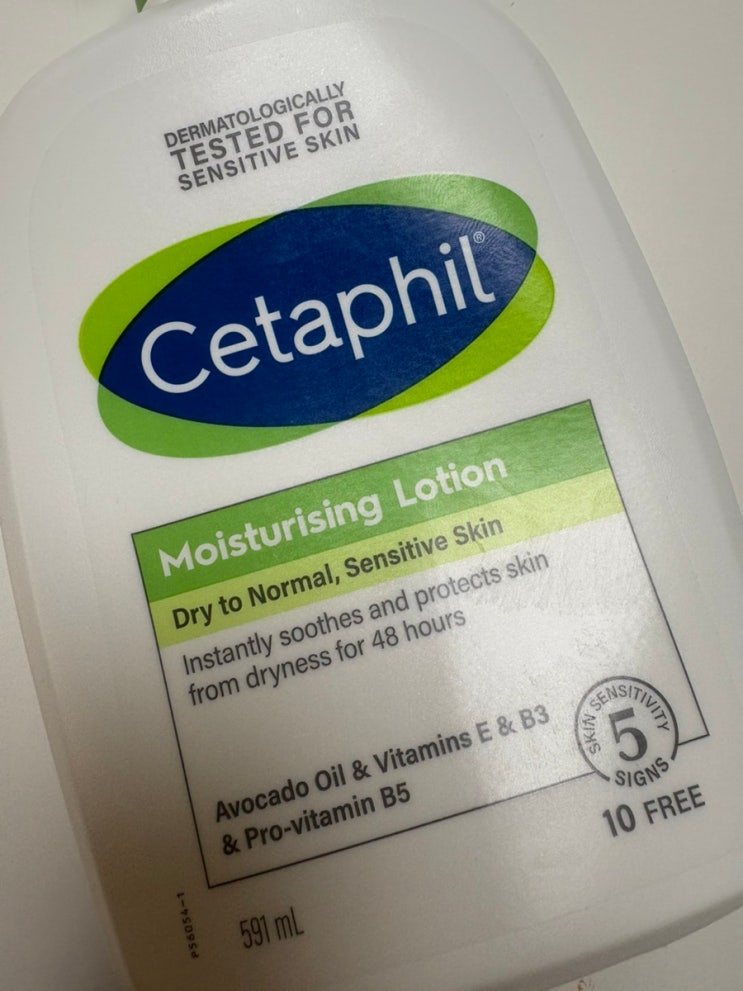 DERMATOLOGICALLY
TESTED FOR
SENSITIVE SKIN
Cetaphil®
Moisturising Lotion
Dry to Normal, Sensitive Skin
Instantly soothes and protects skin
from dryness for 48 hours
Avocado Oil & Vitamins E & B3
& Pro-vitamin B5
SKIN SENSITIVITY
5
SIGNS
10 FREE
591 mL
P56054-1